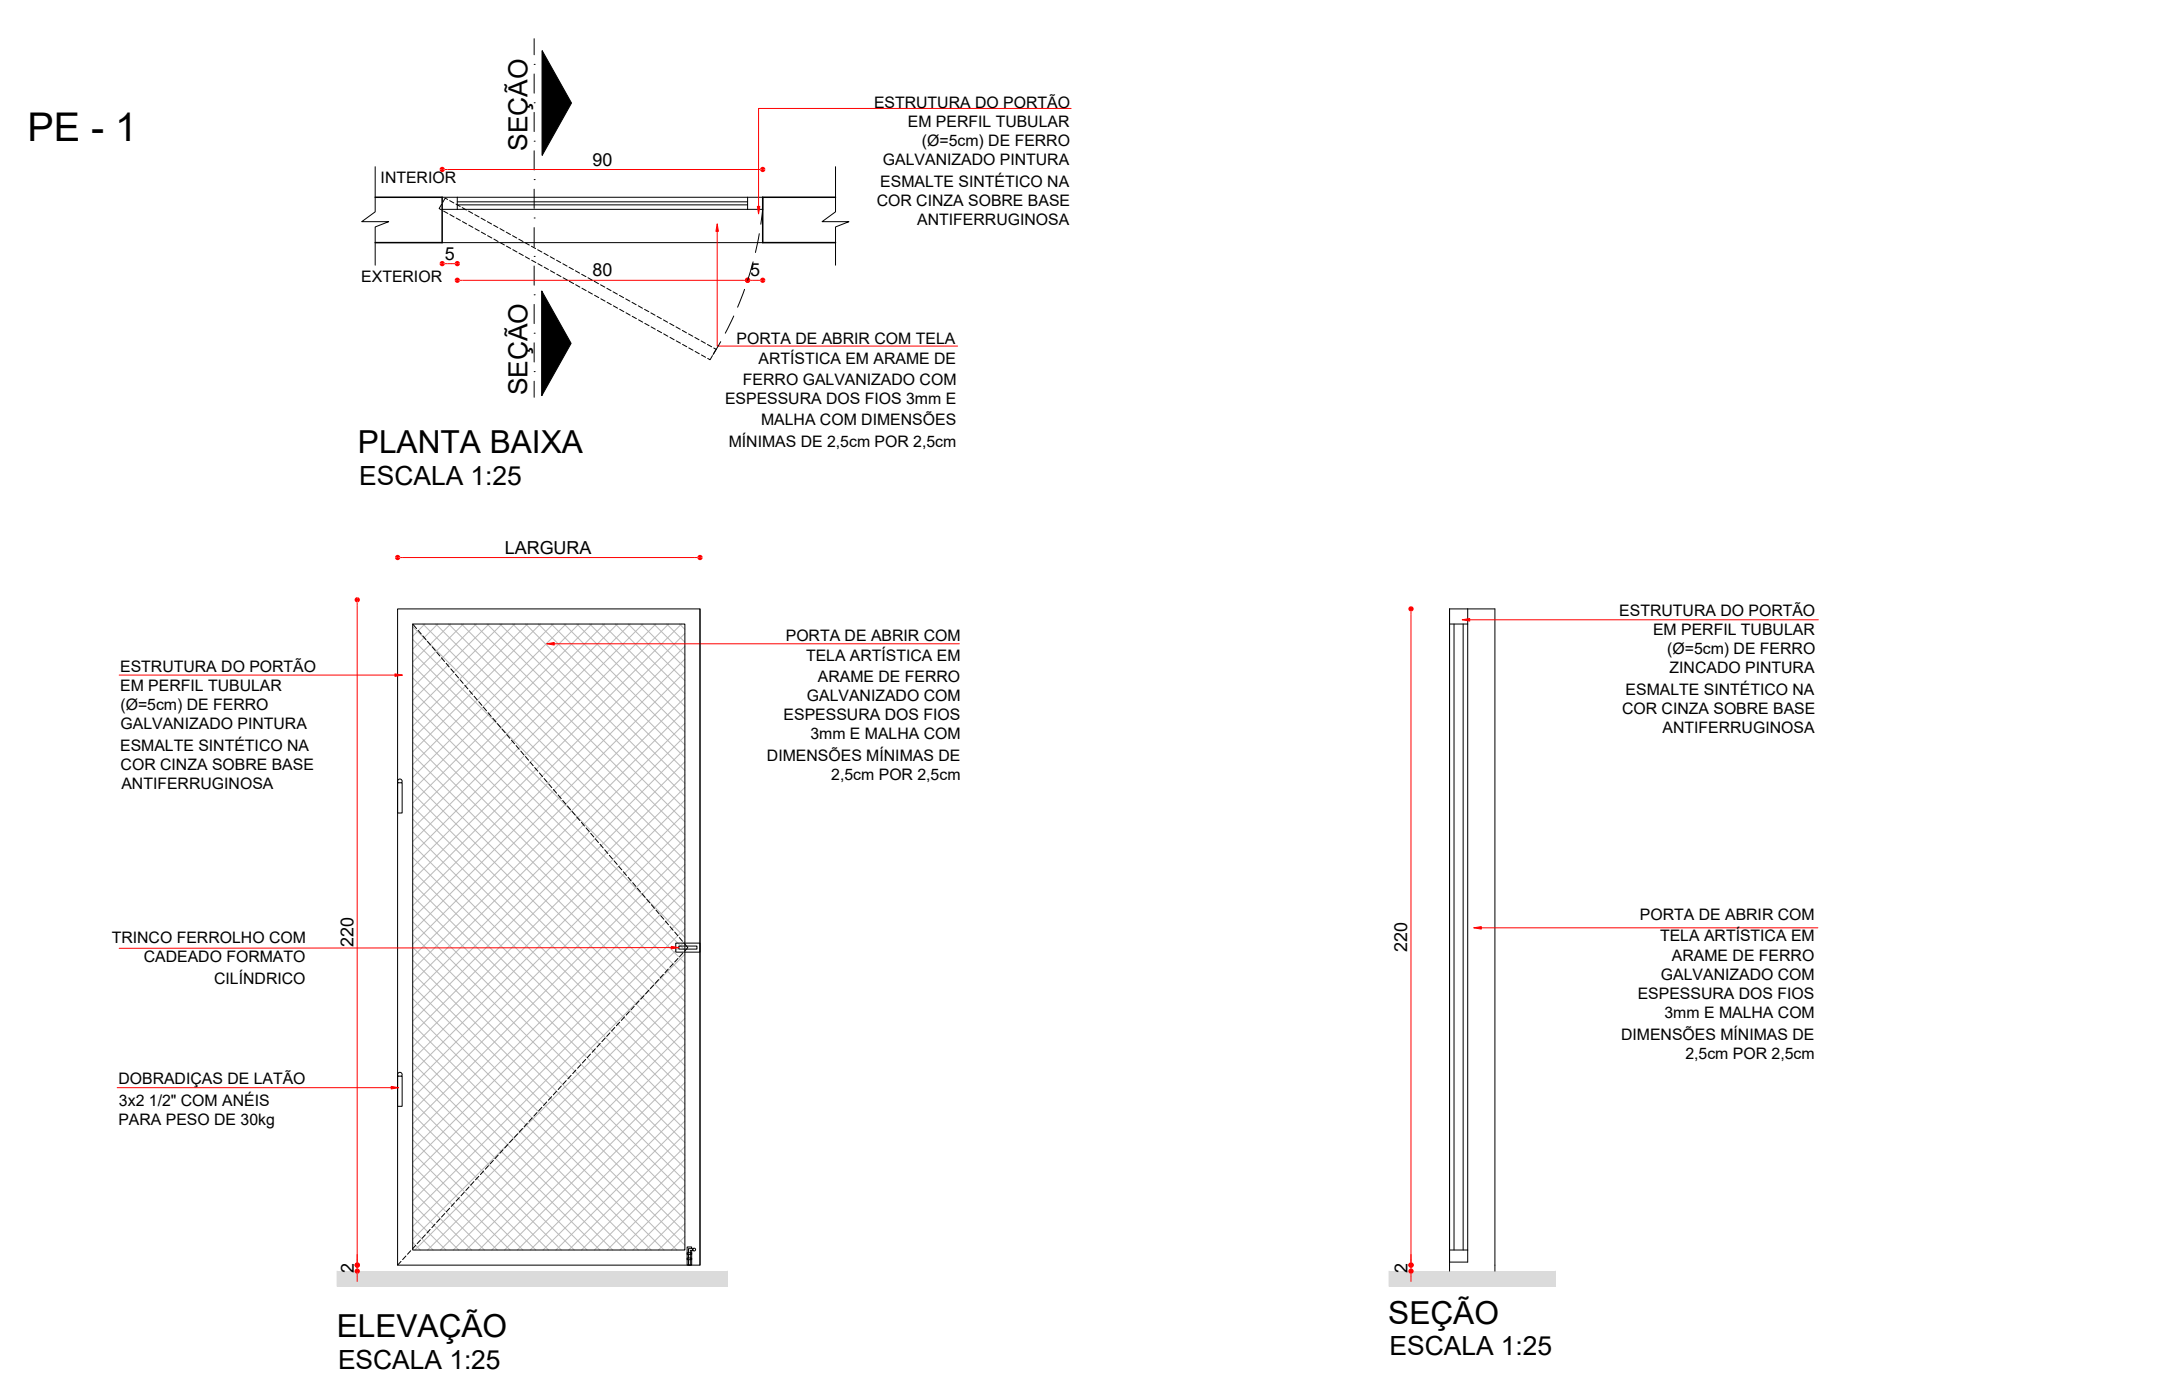 PE - 1
SEÇÃO
ESTRUTURA DO PORTÃO
EM PERFIL TUBULAR
(Ø=5cm) DE FERRO
GALVANIZADO PINTURA
ESMALTE SINTÉTICO NA
COR CINZA SOBRE BASE
ANTIFERRUGINOSA
90
INTERIOR
5
80
5
EXTERIOR
SEÇÃO
PORTA DE ABRIR COM TELA
ARTÍSTICA EM ARAME DE
FERRO GALVANIZADO COM
ESPESSURA DOS FIOS 3mm E
MALHA COM DIMENSÕES
MÍNIMAS DE 2,5cm POR 2,5cm
PLANTA BAIXA
ESCALA 1:25
LARGURA
ESTRUTURA DO PORTÃO
EM PERFIL TUBULAR
(Ø=5cm) DE FERRO
GALVANIZADO PINTURA
ESMALTE SINTÉTICO NA
COR CINZA SOBRE BASE
ANTIFERRUGINOSA
PORTA DE ABRIR COM
TELA ARTÍSTICA EM
ARAME DE FERRO
GALVANIZADO COM
ESPESSURA DOS FIOS
3mm E MALHA COM
DIMENSÕES MÍNIMAS DE
2,5cm POR 2,5cm
220
TRINCO FERROLHO COM
CADEADO FORMATO
CILÍNDRICO
DOBRADIÇAS DE LATÃO
3x2 1/2" COM ANÉIS
PARA PESO DE 30kg
2
ELEVAÇÃO
ESCALA 1:25
ESTRUTURA DO PORTÃO
EM PERFIL TUBULAR
(Ø=5cm) DE FERRO
ZINCADO PINTURA
ESMALTE SINTÉTICO NA
COR CINZA SOBRE BASE
ANTIFERRUGINOSA
220
PORTA DE ABRIR COM
TELA ARTÍSTICA EM
ARAME DE FERRO
GALVANIZADO COM
ESPESSURA DOS FIOS
3mm E MALHA COM
DIMENSÕES MÍNIMAS DE
2,5cm POR 2,5cm
2
SEÇÃO
ESCALA 1:25